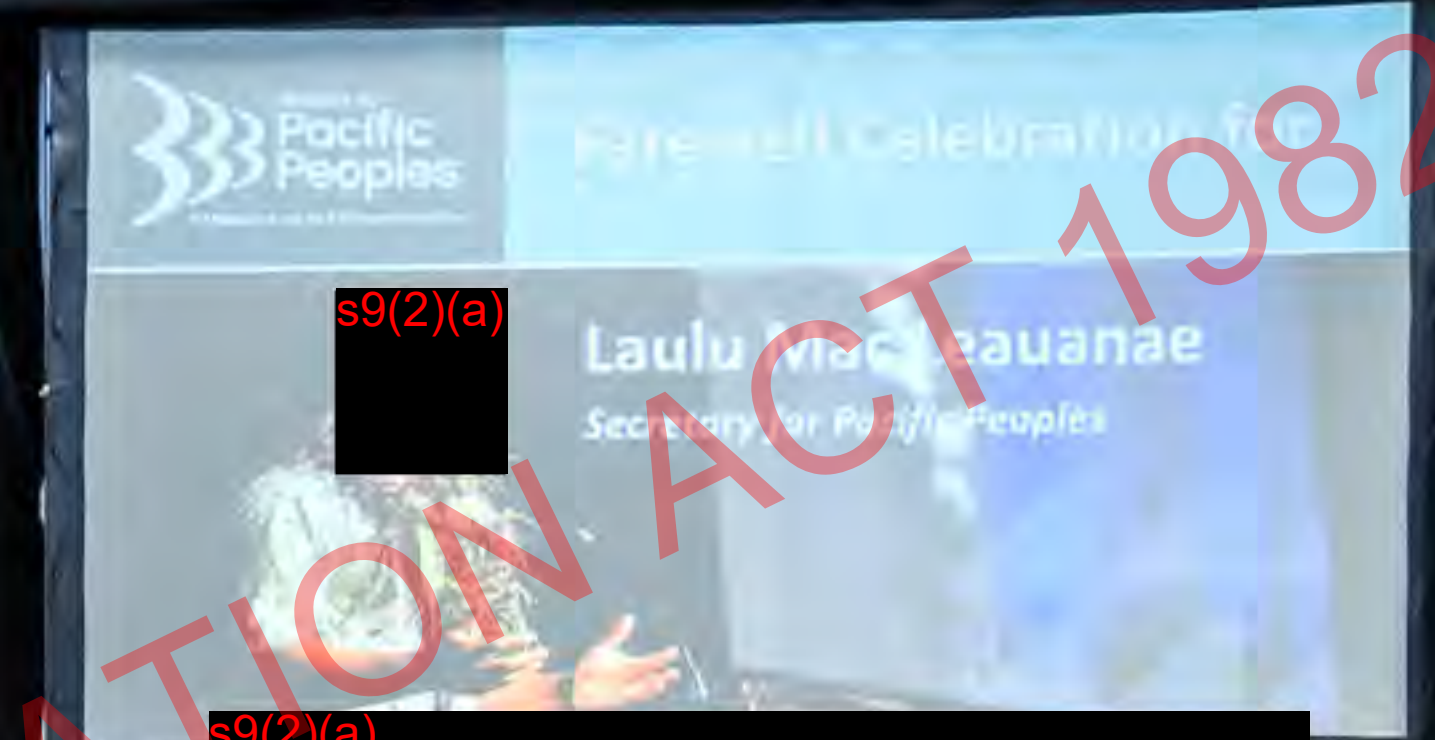 Pacific
Peoples
Farewell Celebration for
s9(2)(a)
Laulu Mac Leauanae
Secretary for Pacific Peoples
TION ACT 1982
s9(2)(a)